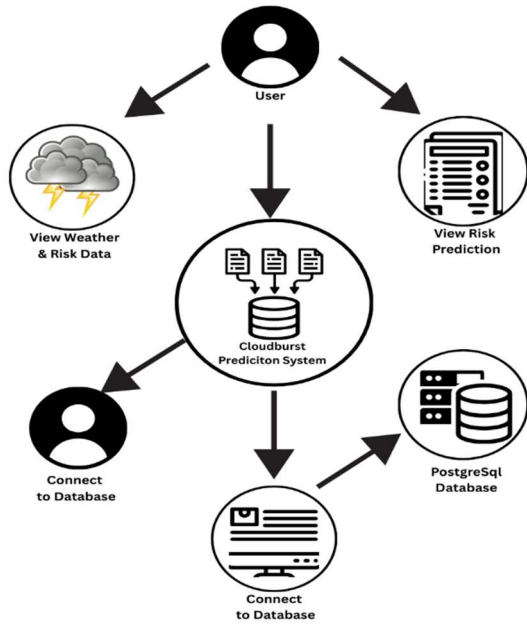 User
View Weather
& Risk Data
View Risk
Prediction
Cloudburst
Prediciton System
Connect
to Database
PostgreSql
Database
Connect
to Database